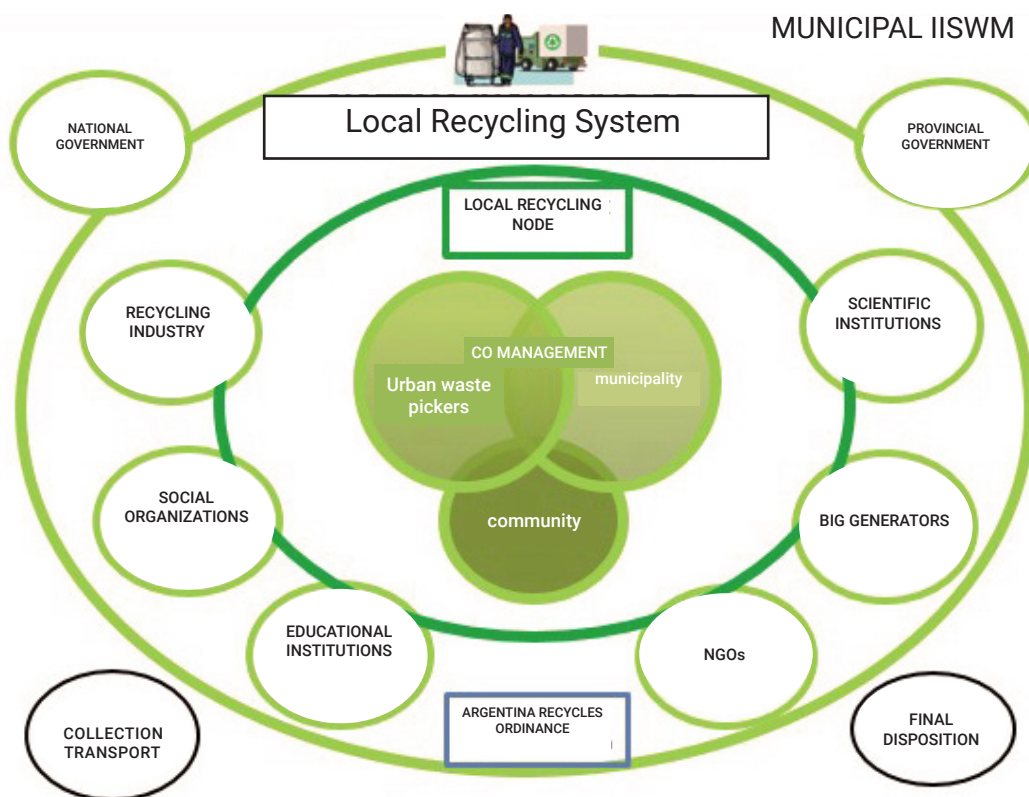 MUNICIPAL IISWM
Local Recycling System
NATIONAL
GOVERNMENT
PROVINCIAL
GOVERNMENT
LOCAL RECYCLING
NODE
RECYCLING
INDUSTRY
SCIENTIFIC
INSTITUTIONS
CO MANAGEMENT
Urban waste
pickers
municipality
SOCIAL
ORGANIZATIONS
community
BIG GENERATORS
EDUCATIONAL
INSTITUTIONS
NGOs
COLLECTION
TRANSPORT
ARGENTINA RECYCLES
ORDINANCE
FINAL
DISPOSITION